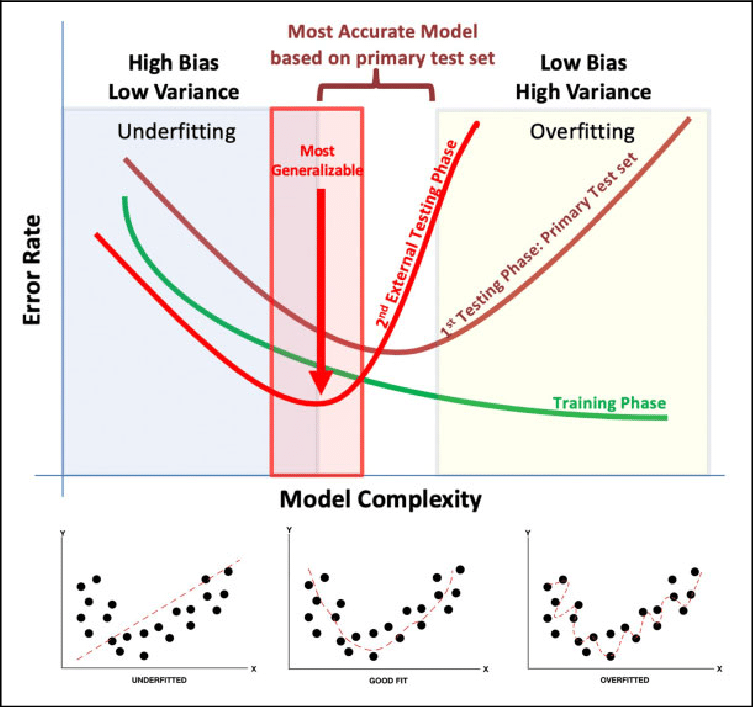 Most Accurate Model
based on primary test set
High Bias
Low Variance
Low Bias
High Variance
Underfitting
Overfitting
Most
Generalizable
2nd External Testing Phase
1st Testing Phase: Primary Test set
Training Phase
Error Rate
Model Complexity
Y
X
UNDERFITTED
Y
X
GOOD FIT
Y
X
OVERFITTED